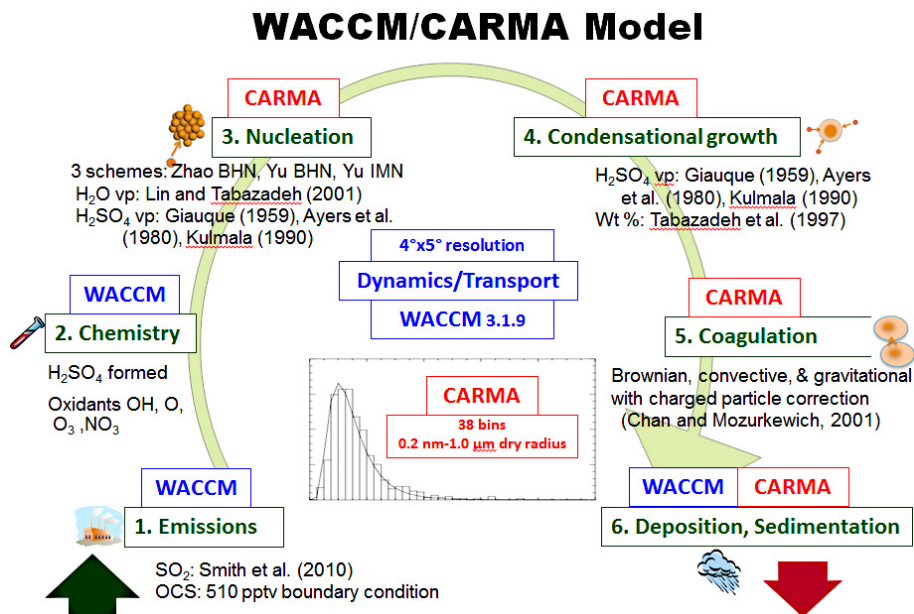 WACCM/CARMA Model
CARMA
3. Nucleation
3 schemes: Zhao BHN, Yu BHN, Yu IMN
H₂O vp: Lin and Tabazadeh (2001)
H₂SO₄ vp: Giauque (1959), Ayers et al.
(1980), Kulmala (1990)
CARMA
4. Condensational growth
H₂SO₄ vp: Giauque (1959), Ayers
et al. (1980), Kulmala (1990)
Wt %: Tabazadeh et al. (1997)
4°x5° resolution
Dynamics/Transport
WACCM 3.1.9
WACCM
2. Chemistry
H₂SO₄ formed
Oxidants OH, O,
O₃ ,NO₃
CARMA
5. Coagulation
Brownian, convective, & gravitational
with charged particle correction
(Chan and Mozurkewich, 2001)
CARMA
38 bins
0.2 nm-1.0 µm dry radius
WACCM
1. Emissions
SO₂: Smith et al. (2010)
OCS: 510 pptv boundary condition
WACCM CARMA
6. Deposition, Sedimentation